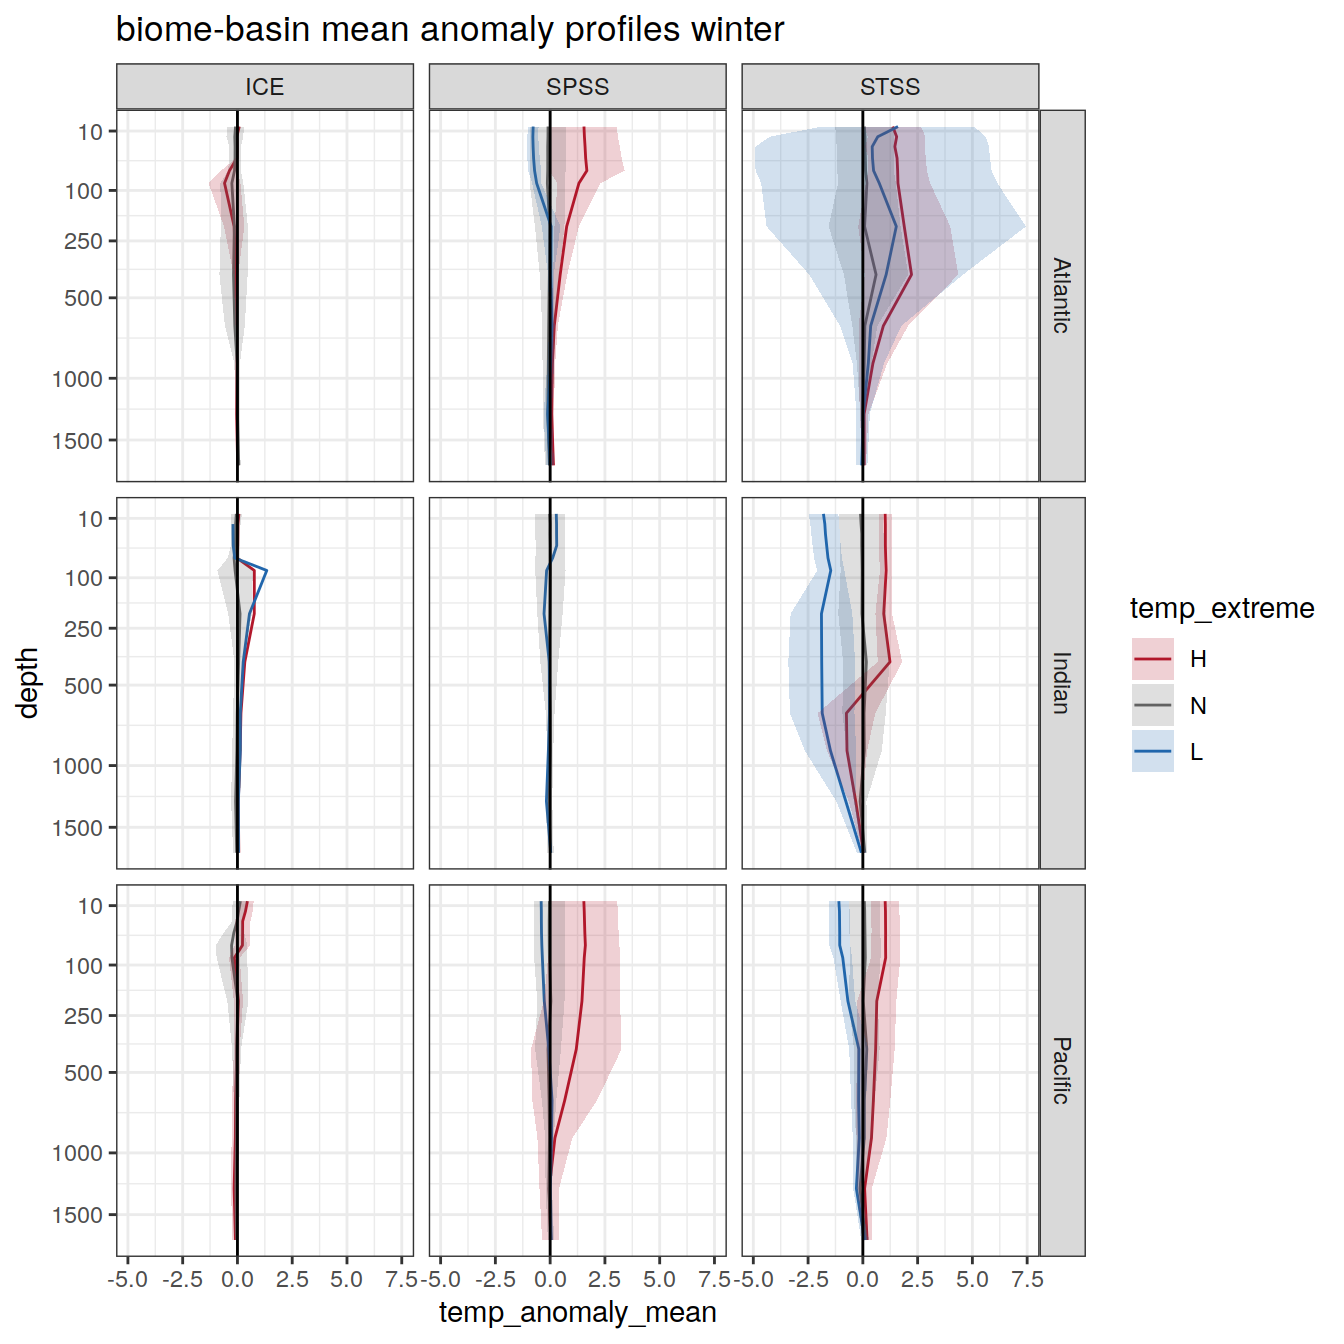 biome-basin mean anomaly profiles winter
ICE SPSS STSS
10
100
250
500
1000
1500
Atlantic
10
100
250
500
1000
1500
Indian
10
100
250
500
1000
1500
Pacific
depth
-5.0 -2.5 0.0 2.5 5.0 7.5 -5.0 -2.5 0.0 2.5 5.0 7.5 -5.0 -2.5 0.0 2.5 5.0 7.5
temp_anomaly_mean
temp_extreme
H
N
L